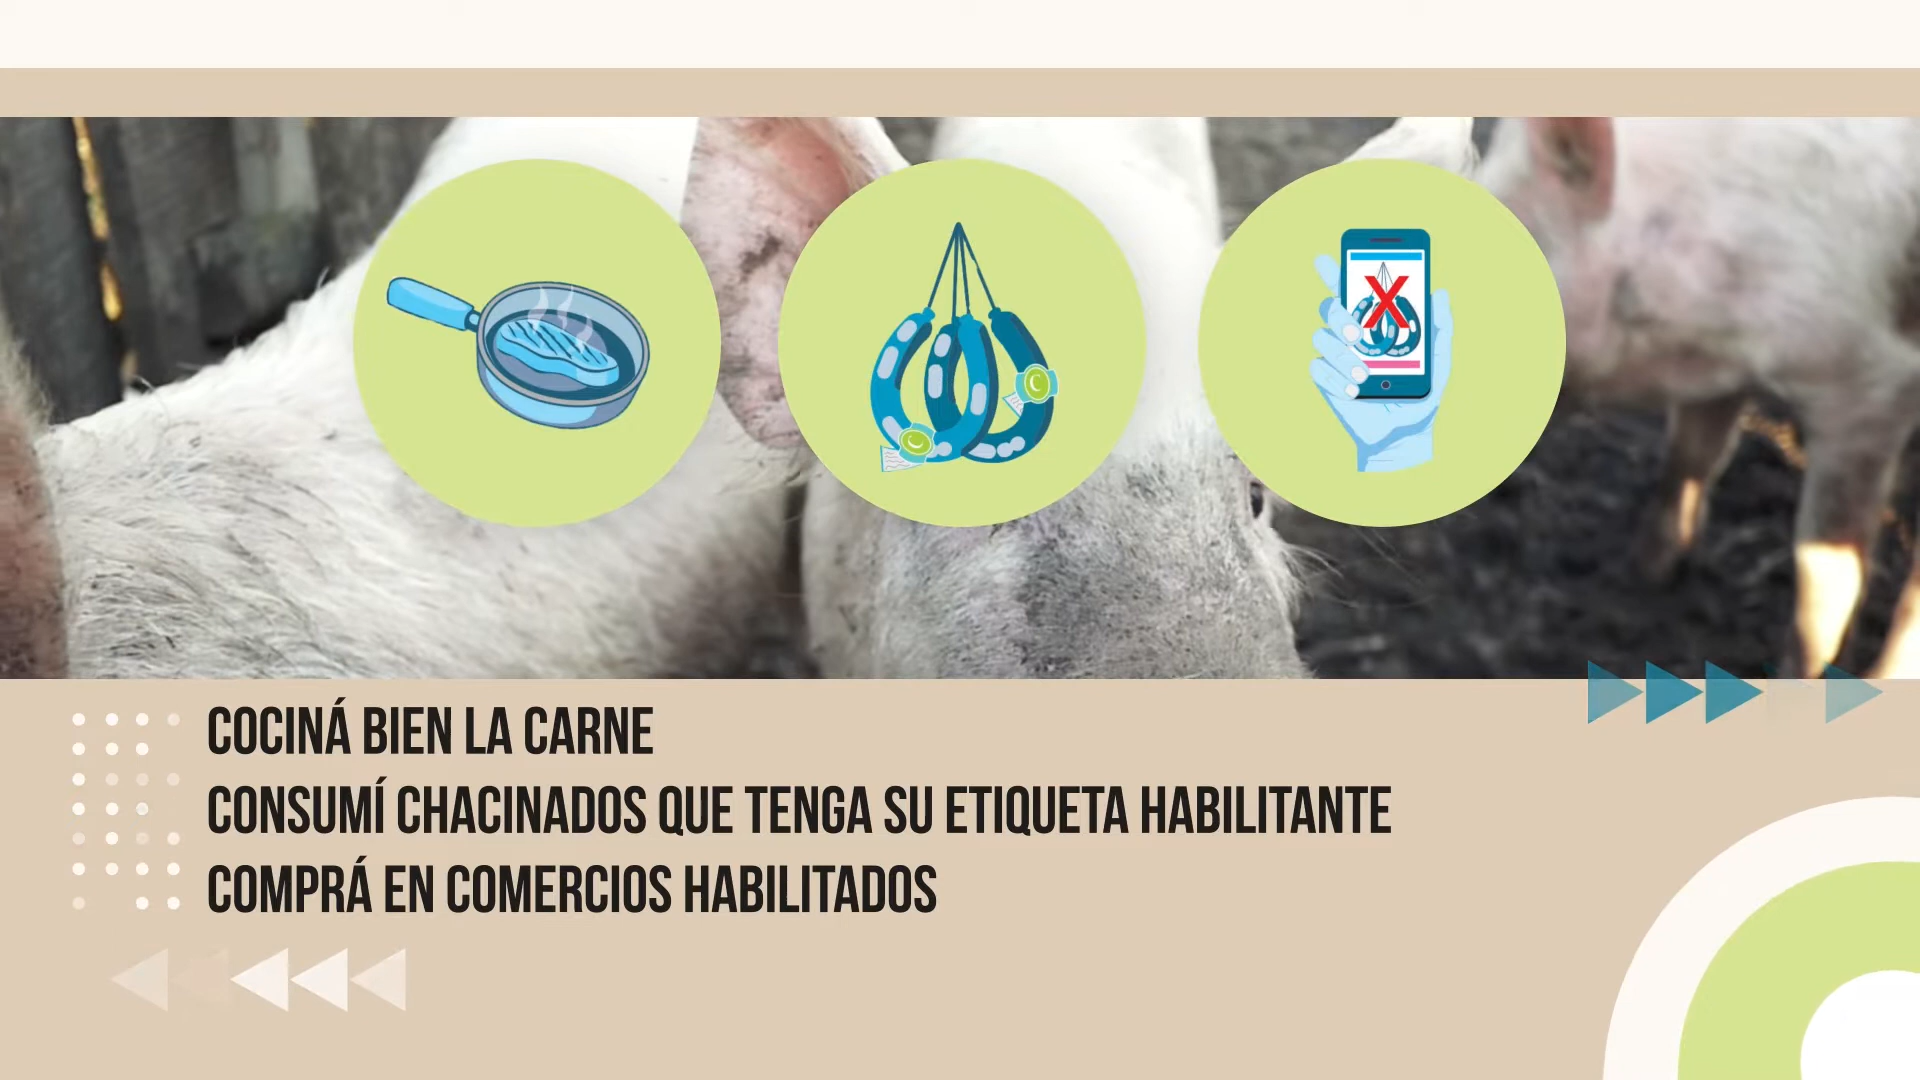 COCINÁ BIEN LA CARNE
CONSUMÍ CHACINADOS QUE TENGA SU ETIQUETA HABILITANTE
COMPRÁ EN COMERCIOS HABILITADOS